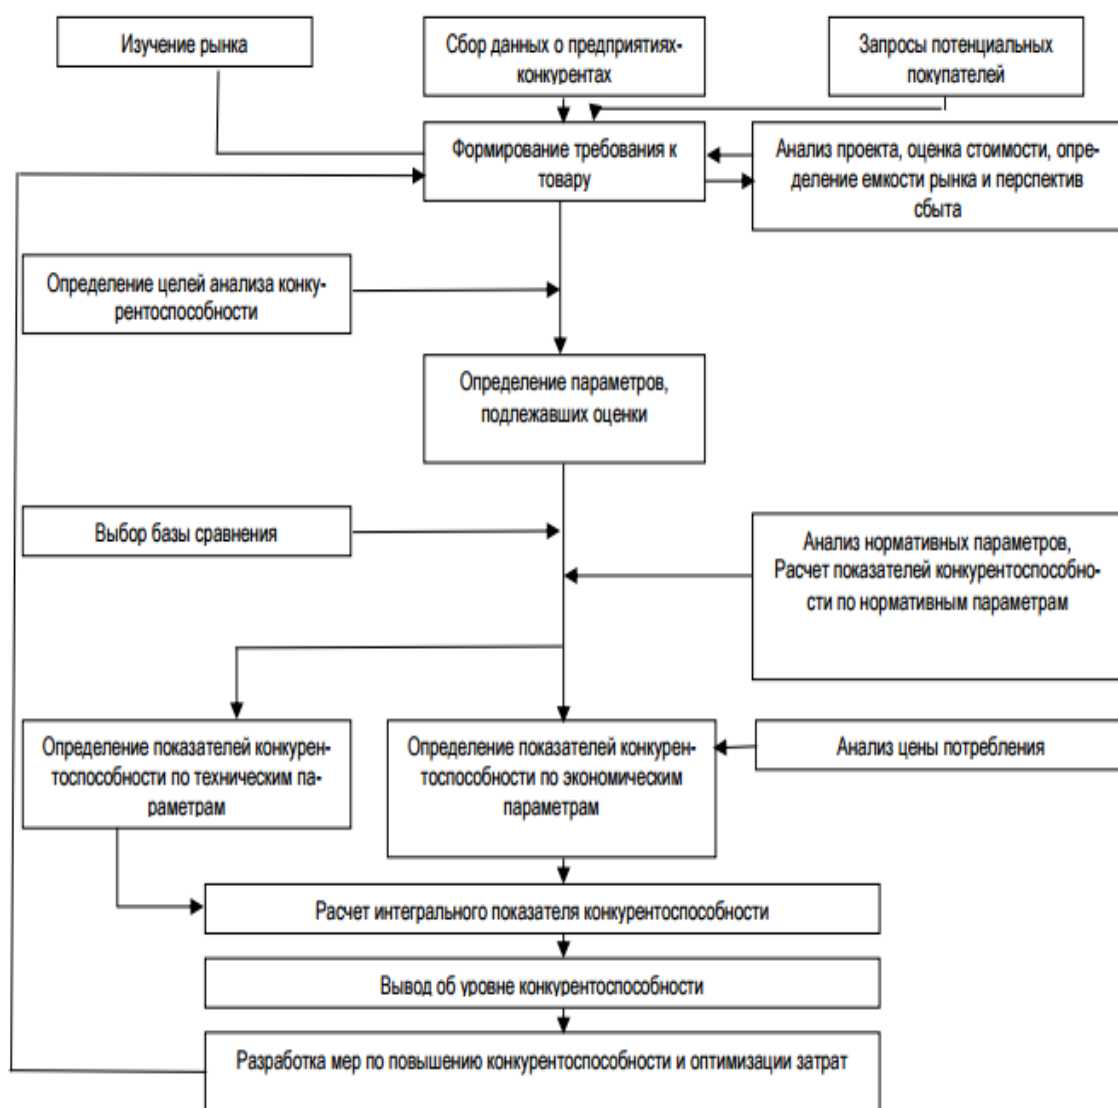 Изучение рынка
Сбор данных о предприятиях-
конкурентах
Запросы потенциальных
покупателей
Формирование требования к
товару
Анализ проекта, оценка стоимости, опре-
деление емкости рынка и перспектив
сбыта
Определение целей анализа конку-
рентоспособности
Определение параметров,
подлежавших оценки
Выбор базы сравнения
Анализ нормативных параметров,
Расчет показателей конкурентоспособно-
сти по нормативным параметрам
Определение показателей конкурен-
тоспособности по техническим па-
раметрам
Определение показателей конкурен-
тоспособности по экономическим
параметрам
Анализ цены потребления
Расчет интегрального показателя конкурентоспособности
Вывод об уровне конкурентоспособности
Разработка мер по повышению конкурентоспособности и оптимизации затрат